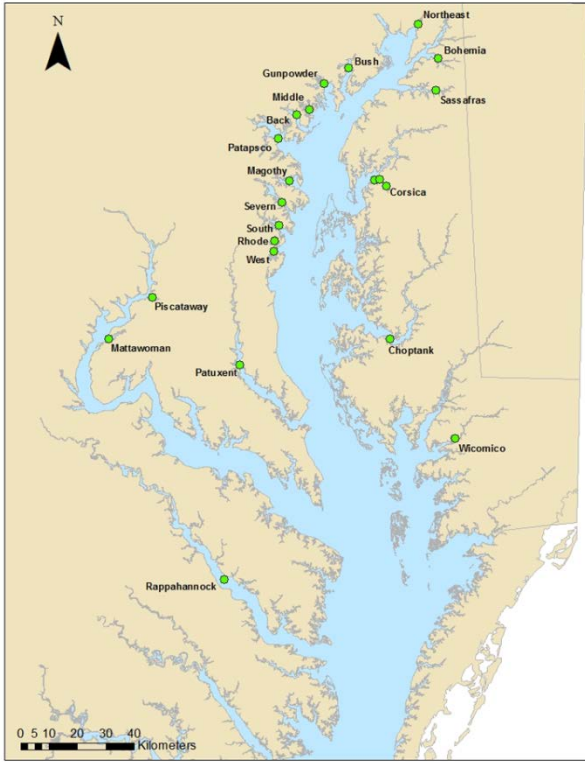 N
Northeast
Bohemia
Bush
Gunpowder
Sassafras
Middle
Back
Patapsco
Magothy
Corsica
Severn
South
Rhode
West
Piscataway
Mattawoman
Choptank
Patuxent
Wicomico
Rappahannock
0 5 10 20 30 40
Kilometers